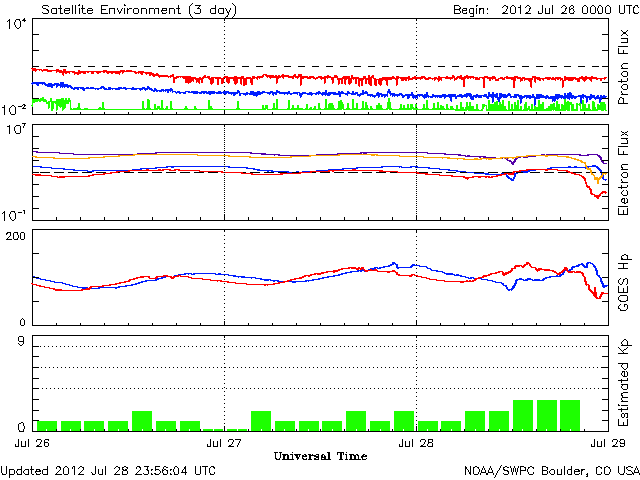 Satellite Environment (3 day) Begin: 2012 Jul 26 0000 UTC
10⁴
Proton Flux
10⁻²
10⁷
Electron Flux
10⁻¹
200
GOES Hp
0
9
Estimated Kp
0
Jul 26 Jul 27 Jul 28 Jul 29
Universal Time
Updated 2012 Jul 28 23:56:04 UTC NOAA/SWPC Boulder, CO USA